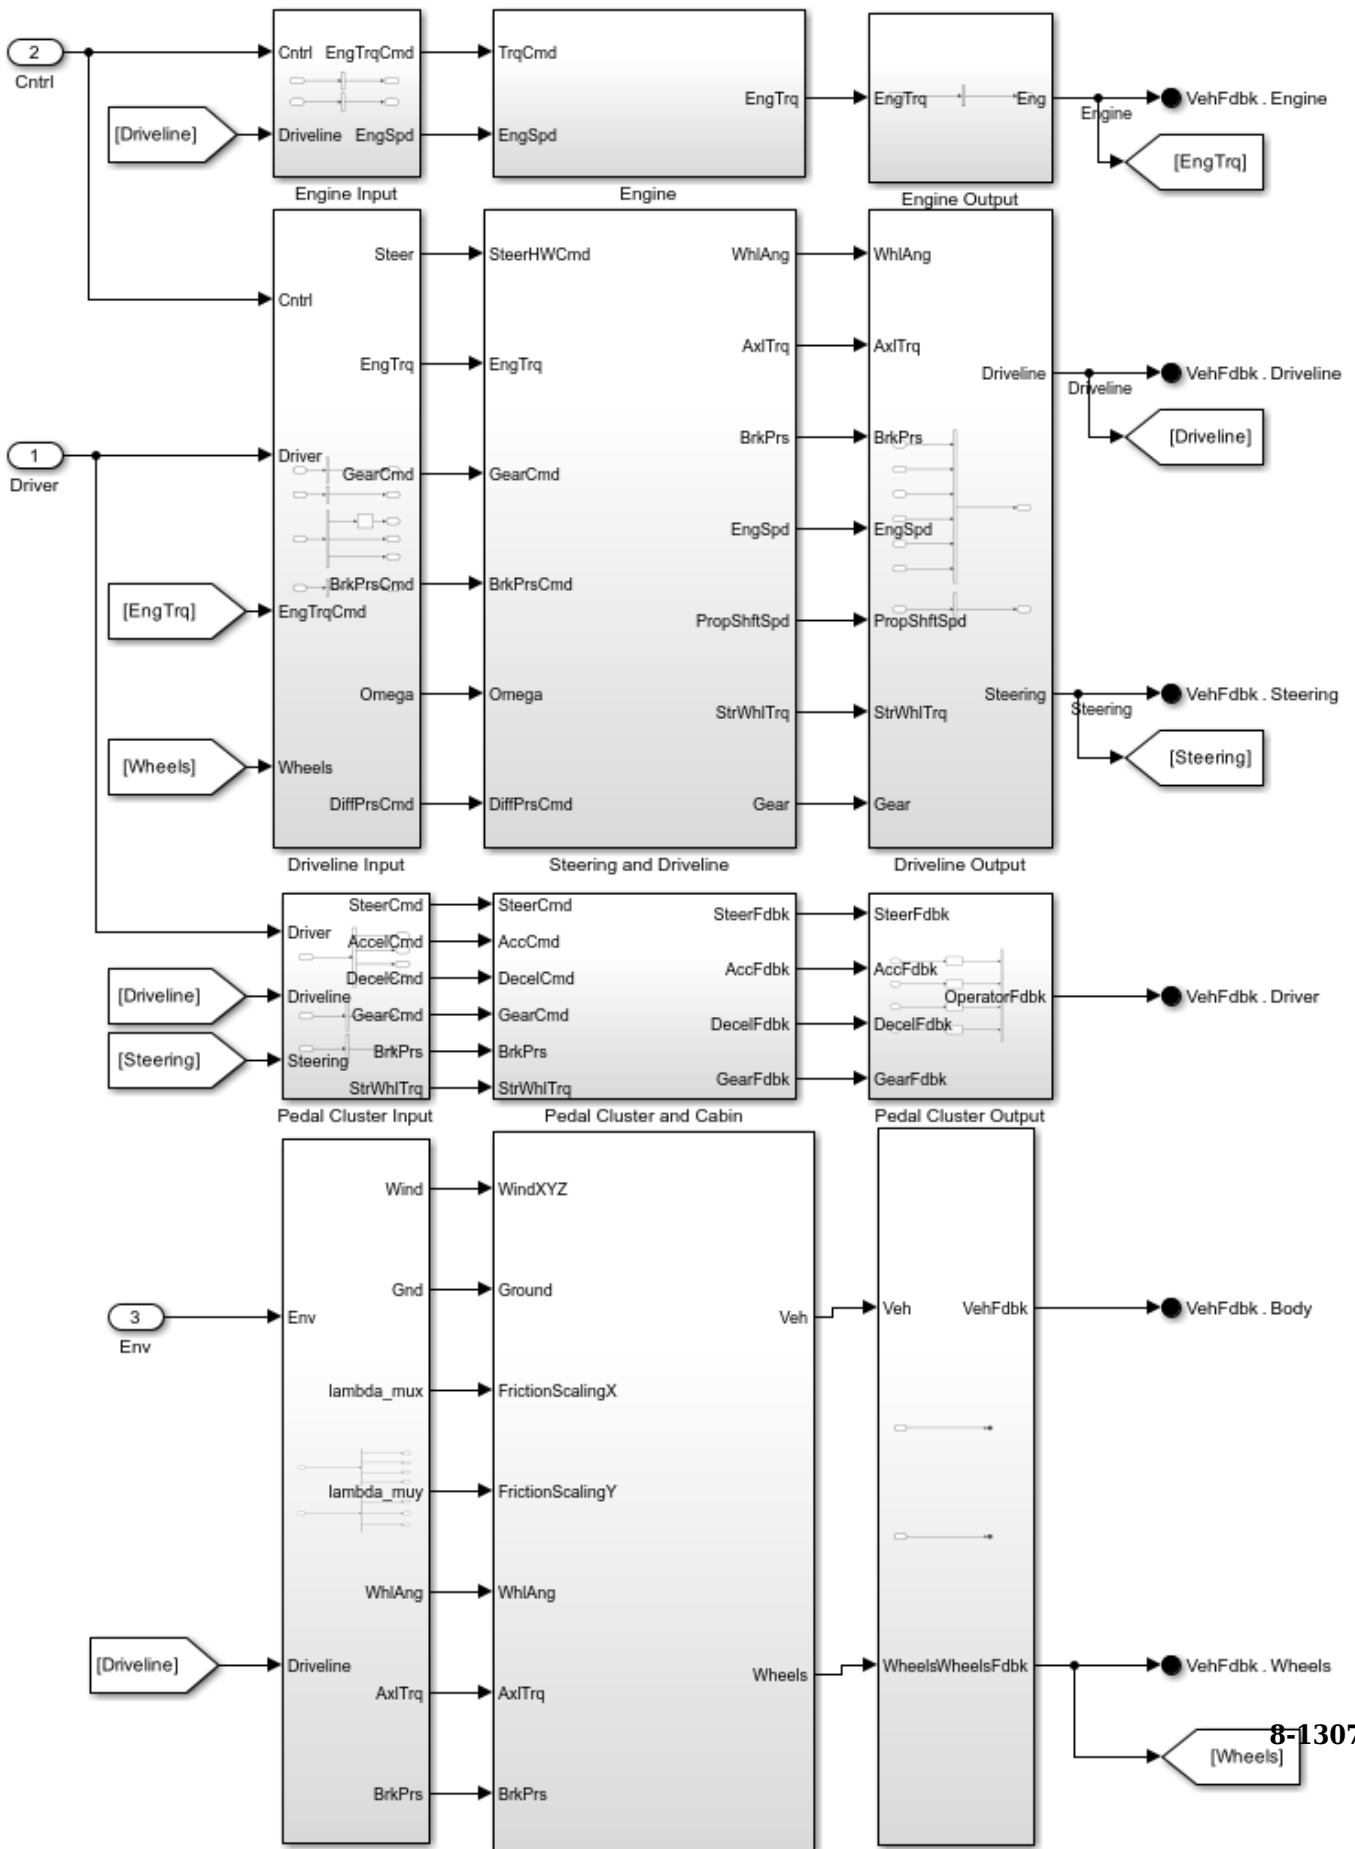 2
Cntrl
[Driveline]
Cntrl EngTrqCmd
Driveline EngSpd
Engine Input
TrqCmd
EngTrq
EngSpd
Engine
EngTrq Eng
Engine Output
Engine
VehFdbk . Engine
[EngTrq]
1
Driver
[EngTrq]
[Wheels]
Steer
Cntrl
EngTrq
Driver
GearCmd
BrkPrsCmd
EngTrqCmd
Omega
Wheels
DiffPrsCmd
Driveline Input
SteerHWCmd
EngTrq
GearCmd
BrkPrsCmd
Omega
DiffPrsCmd
WhlAng
AxlTrq
BrkPrs
EngSpd
PropShftSpd
StrWhlTrq
Gear
Steering and Driveline
WhlAng
AxlTrq
BrkPrs
EngSpd
PropShftSpd
StrWhlTrq
Gear
Driveline
Steering
Driveline Output
Driveline
VehFdbk . Driveline
[Driveline]
Steering
VehFdbk . Steering
[Steering]
[Driveline]
[Steering]
Driver
Driveline
Steering
SteerCmd
AccelCmd
DecelCmd
GearCmd
BrkPrs
StrWhlTrq
Pedal Cluster Input
SteerCmd
AccCmd
DecelCmd
GearCmd
BrkPrs
StrWhlTrq
SteerFdbk
AccFdbk
DecelFdbk
GearFdbk
Pedal Cluster and Cabin
SteerFdbk
AccFdbk
DecelFdbk
GearFdbk
OperatorFdbk
Pedal Cluster Output
VehFdbk . Driver
3
Env
[Driveline]
Env
Driveline
Wind
Gnd
lambda_mux
lambda_muy
WhlAng
AxlTrq
BrkPrs
WindXYZ
Ground
FrictionScalingX
FrictionScalingY
WhlAng
AxlTrq
BrkPrs
Veh
Wheels
Veh VehFdbk
Wheels WheelsFdbk
VehFdbk . Body
VehFdbk . Wheels
[Wheels]
8-1307